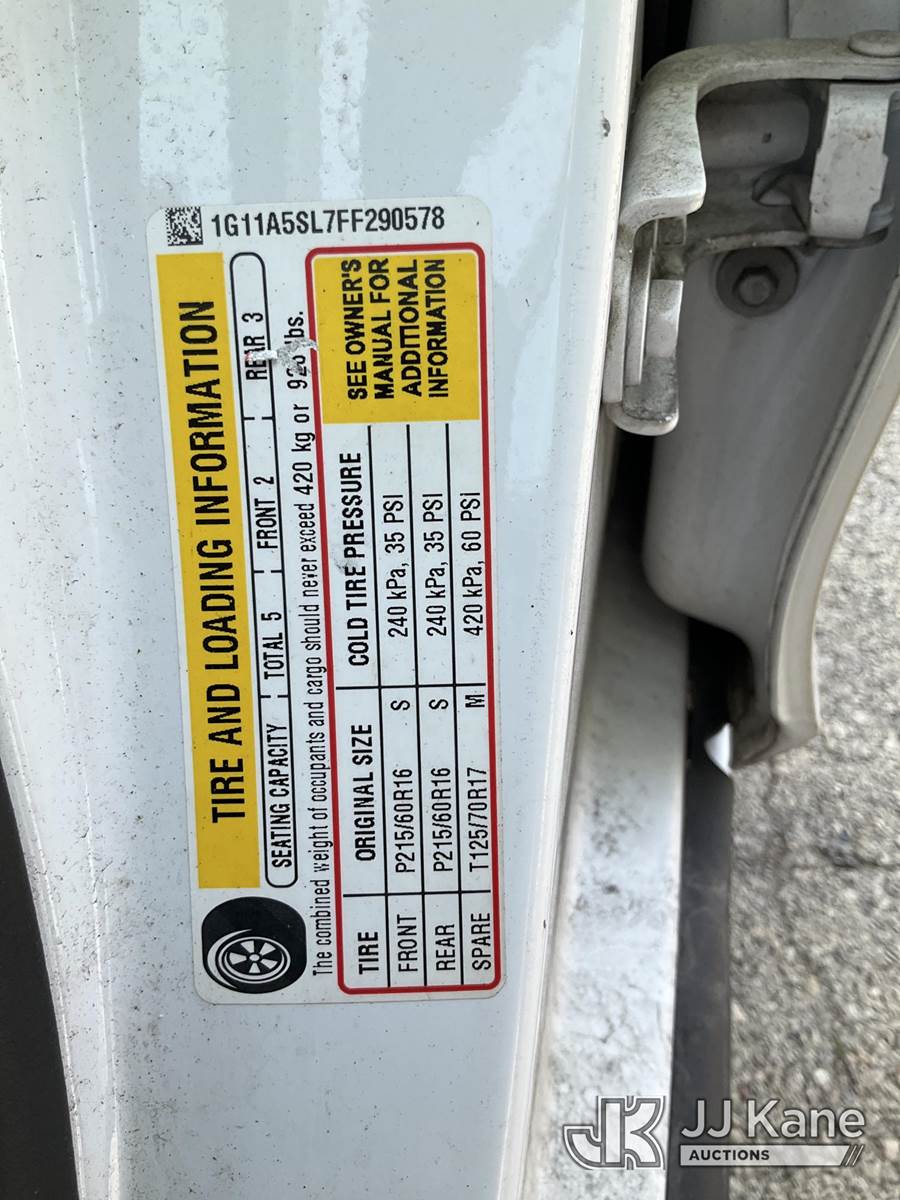 1G11A5SL7FF290578
TIRE AND LOADING INFORMATION
SEATING CAPACITY TOTAL 5 FRONT 2 REAR 3
The combined weight of occupants and cargo should never exceed 420 kg or lbs.
TIRE ORIGINAL SIZE COLD TIRE PRESSURE
FRONT P215/60R16 S 240 kPa, 35 PSI
REAR P215/60R16 S 240 kPa, 35 PSI
SPARE T125/70R17 M 420 kPa, 60 PSI
SEE OWNER'S
MANUAL FOR
ADDITIONAL
INFORMATION
JK JJ Kane
AUCTIONS